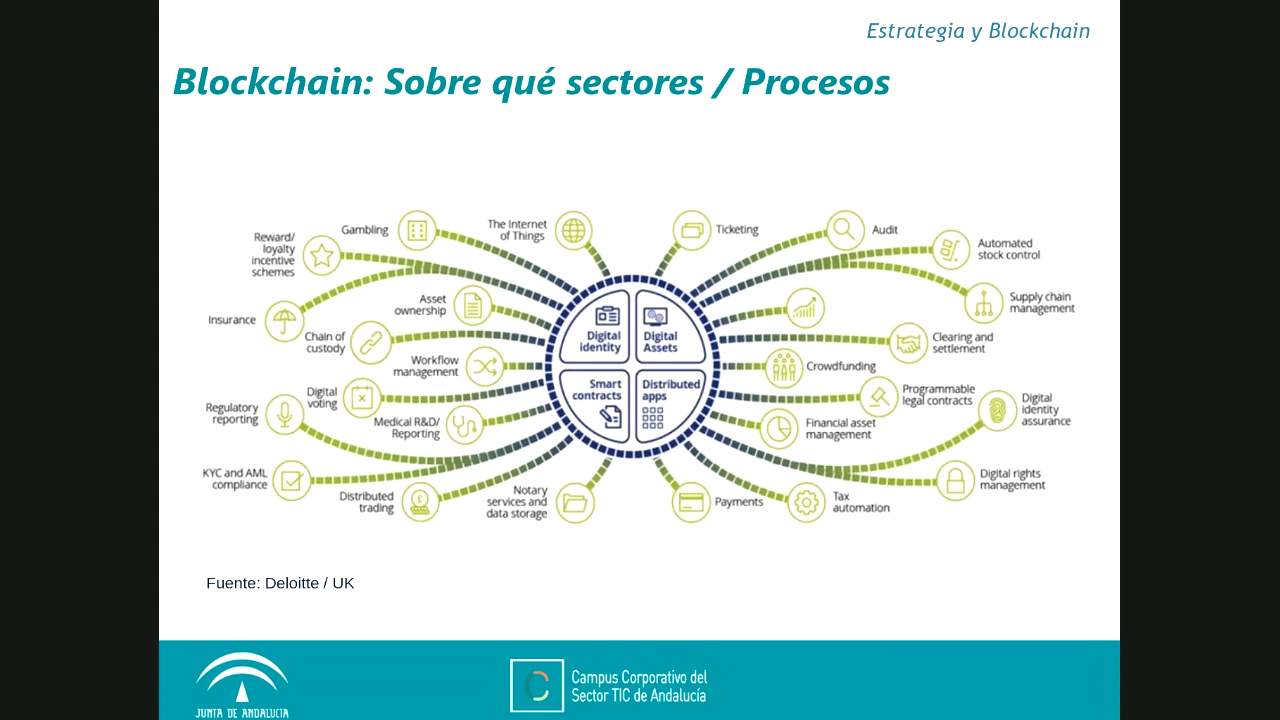 Estrategia y Blockchain
Blockchain: Sobre qué sectores / Procesos
Gambling
The Internet
of Things
Ticketing
Audit
Reward/
loyalty
incentive
schemes
Automated
stock control
Asset
ownership
Supply chain
management
Insurance
Chain of
custody
Digital
identity
Digital
Assets
Clearing and
settlement
Workflow
management
Crowdfunding
Digital
voting
Smart
contracts
Distributed
apps
Programmable
legal contracts
Regulatory
reporting
Medical R&D/
Reporting
Financial asset
management
Digital
identity
assurance
KYC and AML
compliance
Distributed
trading
Notary
services and
data storage
Payments
Tax
automation
Digital rights
management
Fuente: Deloitte / UK
JUNTA DE ANDALUCIA
Campus Corporativo del
Sector TIC de Andalucía